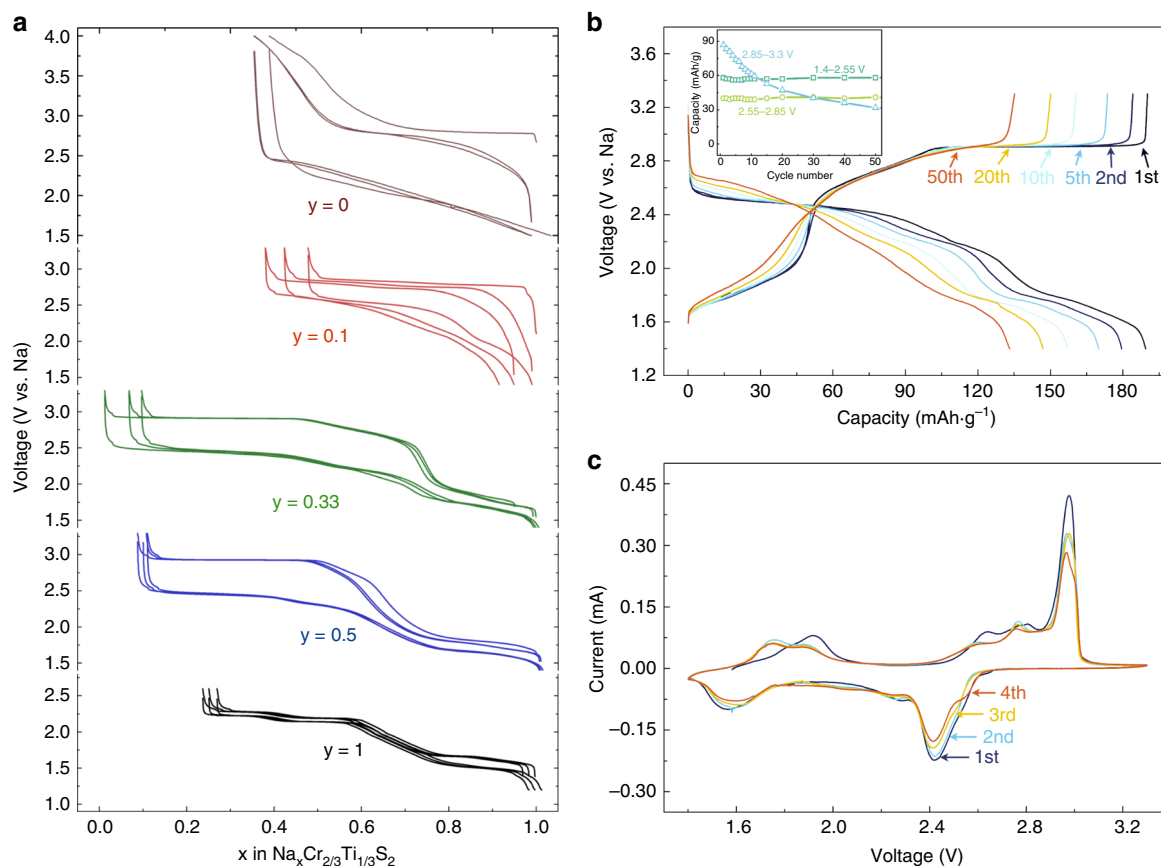 a
Voltage (V vs. Na)
4.0
3.5
3.0
2.5
2.0
1.5
y = 0
3.0
2.5
2.0
1.5
y = 0.1
3.0
2.5
2.0
1.5
y = 0.33
3.0
2.5
2.0
1.5
y = 0.5
2.5
2.0
1.5
1.0
y = 1
0.0 0.2 0.4 0.6 0.8 1.0
x in NaₓCr₂/₃Ti₁/₃S₂
b
Voltage (V vs. Na)
3.6
3.2
2.8
2.4
2.0
1.6
1.2
Capacity (mAh/g)
90
60
30
0
2.85–3.3 V
1.4–2.55 V
2.55–2.85 V
0 10 20 30 40 50
Cycle number
50th 20th 10th 5th 2nd 1st
0 30 60 90 120 150 180
Capacity (mAh·g⁻¹)
c
Current (mA)
0.45
0.30
0.15
0.00
−0.15
−0.30
4th
3rd
2nd
1st
1.6 2.0 2.4 2.8 3.2
Voltage (V)